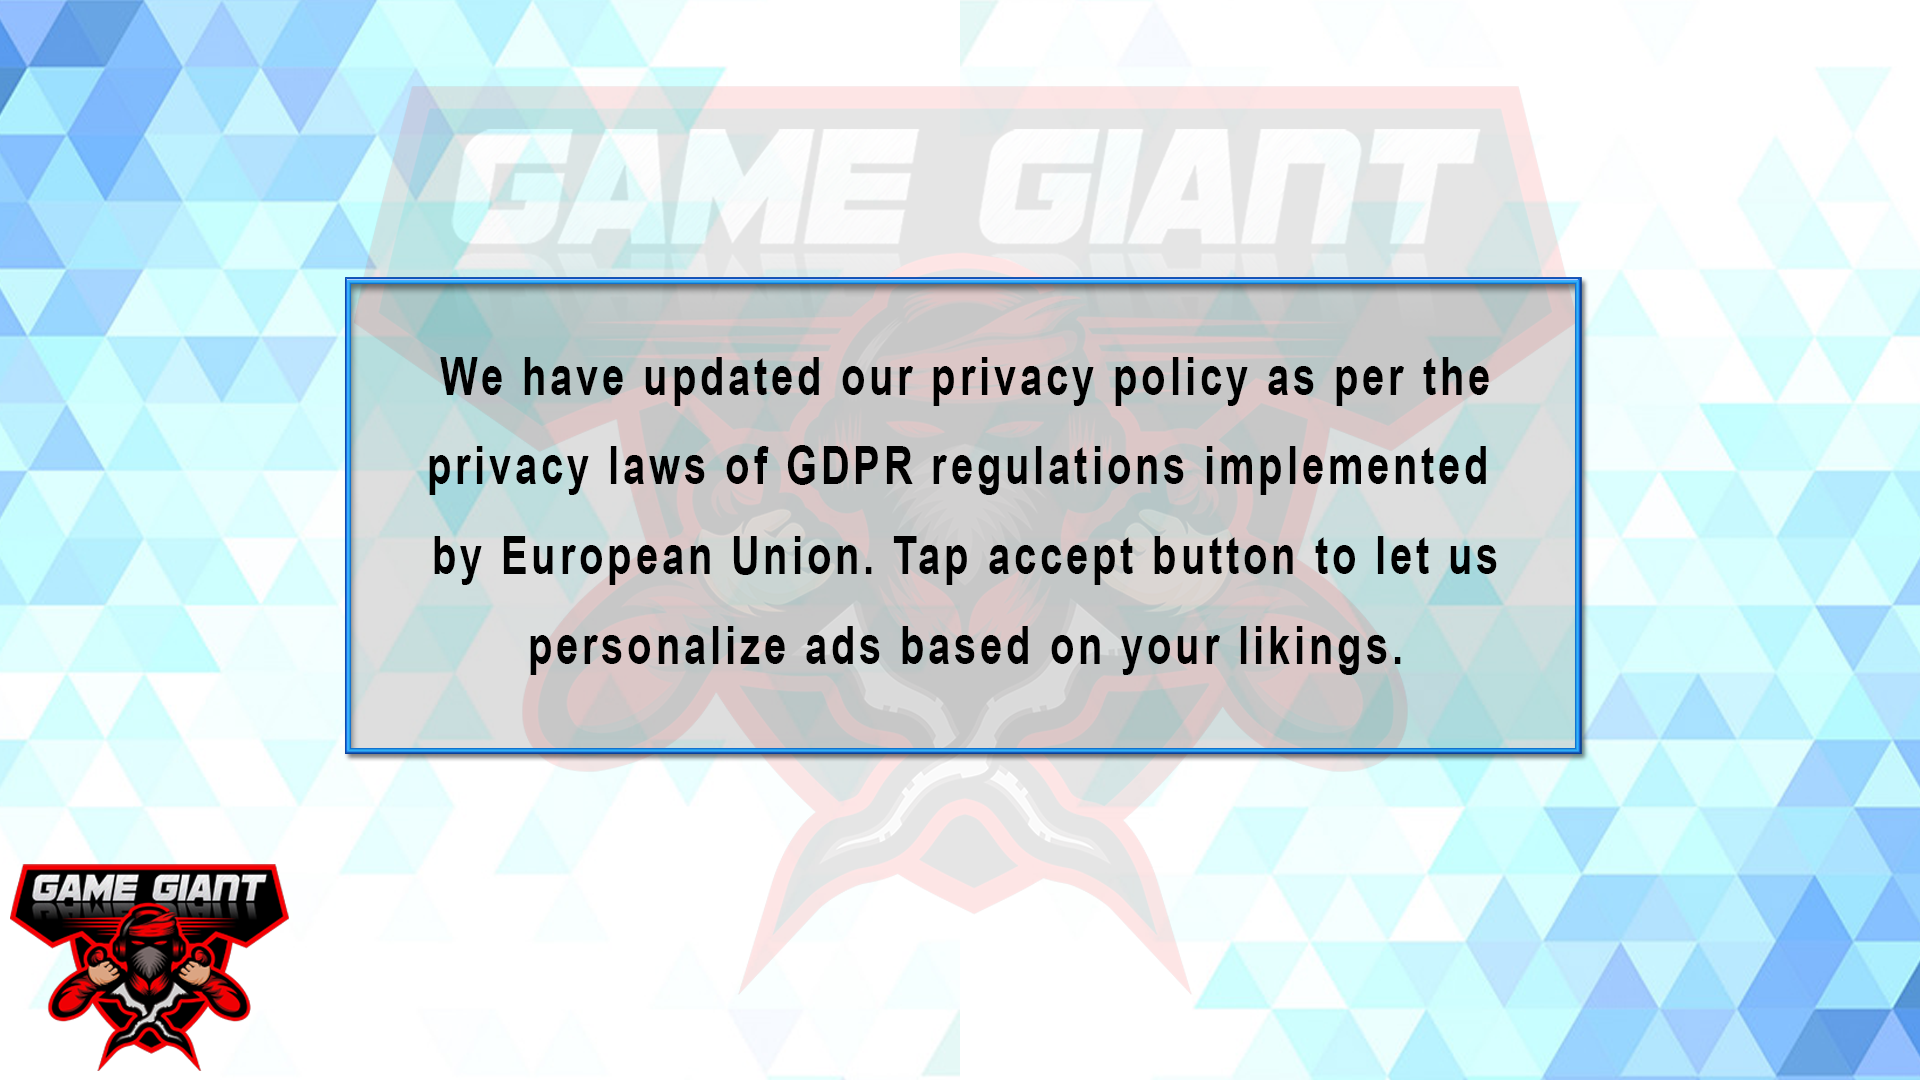 GAME GIANT
We have updated our privacy policy as per the
privacy laws of GDPR regulations implemented
by European Union. Tap accept button to let us
personalize ads based on your likings.
GAME GIANT